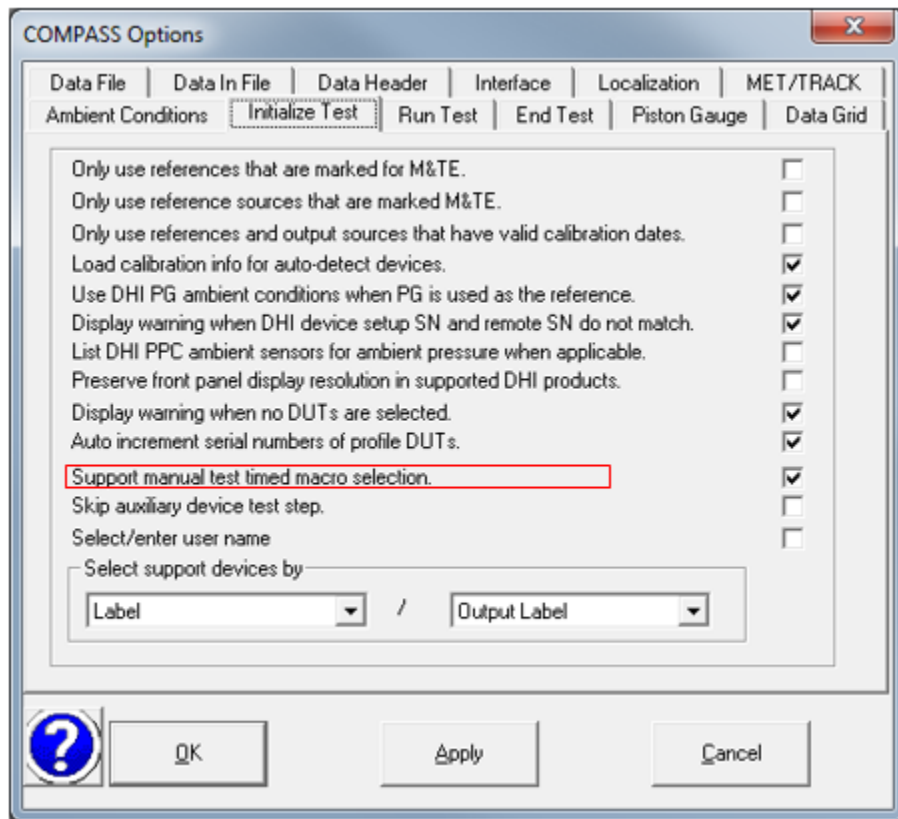 COMPASS Options
Data File Data In File Data Header Interface Localization MET/TRACK
Ambient Conditions Initialize Test Run Test End Test Piston Gauge Data Grid
Only use references that are marked for M&TE.
Only use reference sources that are marked M&TE.
Only use references and output sources that have valid calibration dates.
Load calibration info for auto-detect devices.
Use DHI PG ambient conditions when PG is used as the reference.
Display warning when DHI device setup SN and remote SN do not match.
List DHI PPC ambient sensors for ambient pressure when applicable.
Preserve front panel display resolution in supported DHI products.
Display warning when no DUTs are selected.
Auto increment serial numbers of profile DUTs.
Support manual test timed macro selection.
Skip auxiliary device test step.
Select/enter user name
Select support devices by
Label / Output Label
? OK Apply Cancel